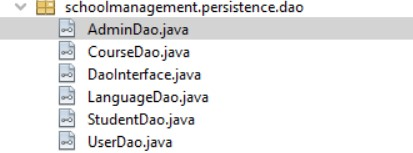 schoolmanagement.persistence.dao
AdminDao.java
CourseDao.java
DaoInterface.java
LanguageDao.java
StudentDao.java
UserDao.java